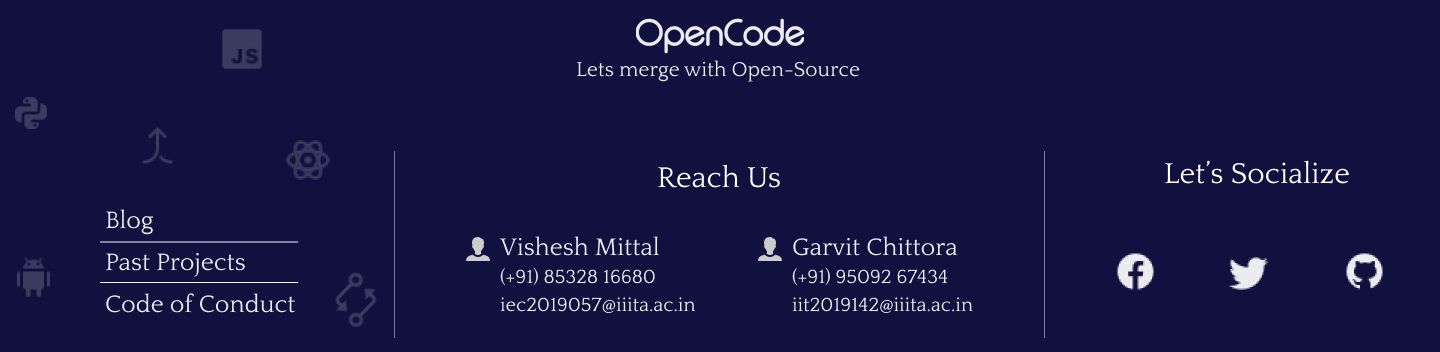 JS
OpenCode
Lets merge with Open-Source
Blog
Past Projects
Code of Conduct
Reach Us
Vishesh Mittal
(+91) 85328 16680
iec2019057@iiita.ac.in
Garvit Chittora
(+91) 95092 67434
iit2019142@iiita.ac.in
Let's Socialize